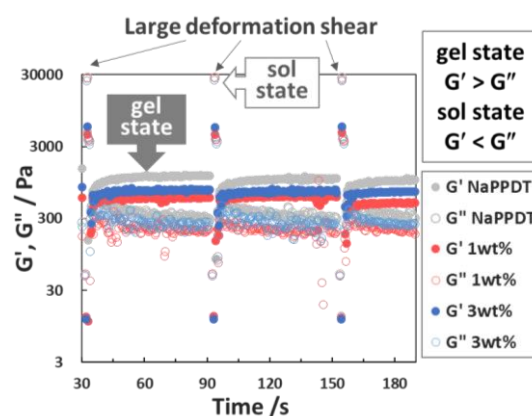 Large deformation shear
30000
3000
300
30
3
G′, G″ / Pa
gel
state
sol
state
30
60
90
120
150
180
Time /s
gel state
G′ > G″
sol state
G′ < G″
G′ NaPPDT
G″ NaPPDT
G′ 1wt%
G″ 1wt%
G′ 3wt%
G″ 3wt%